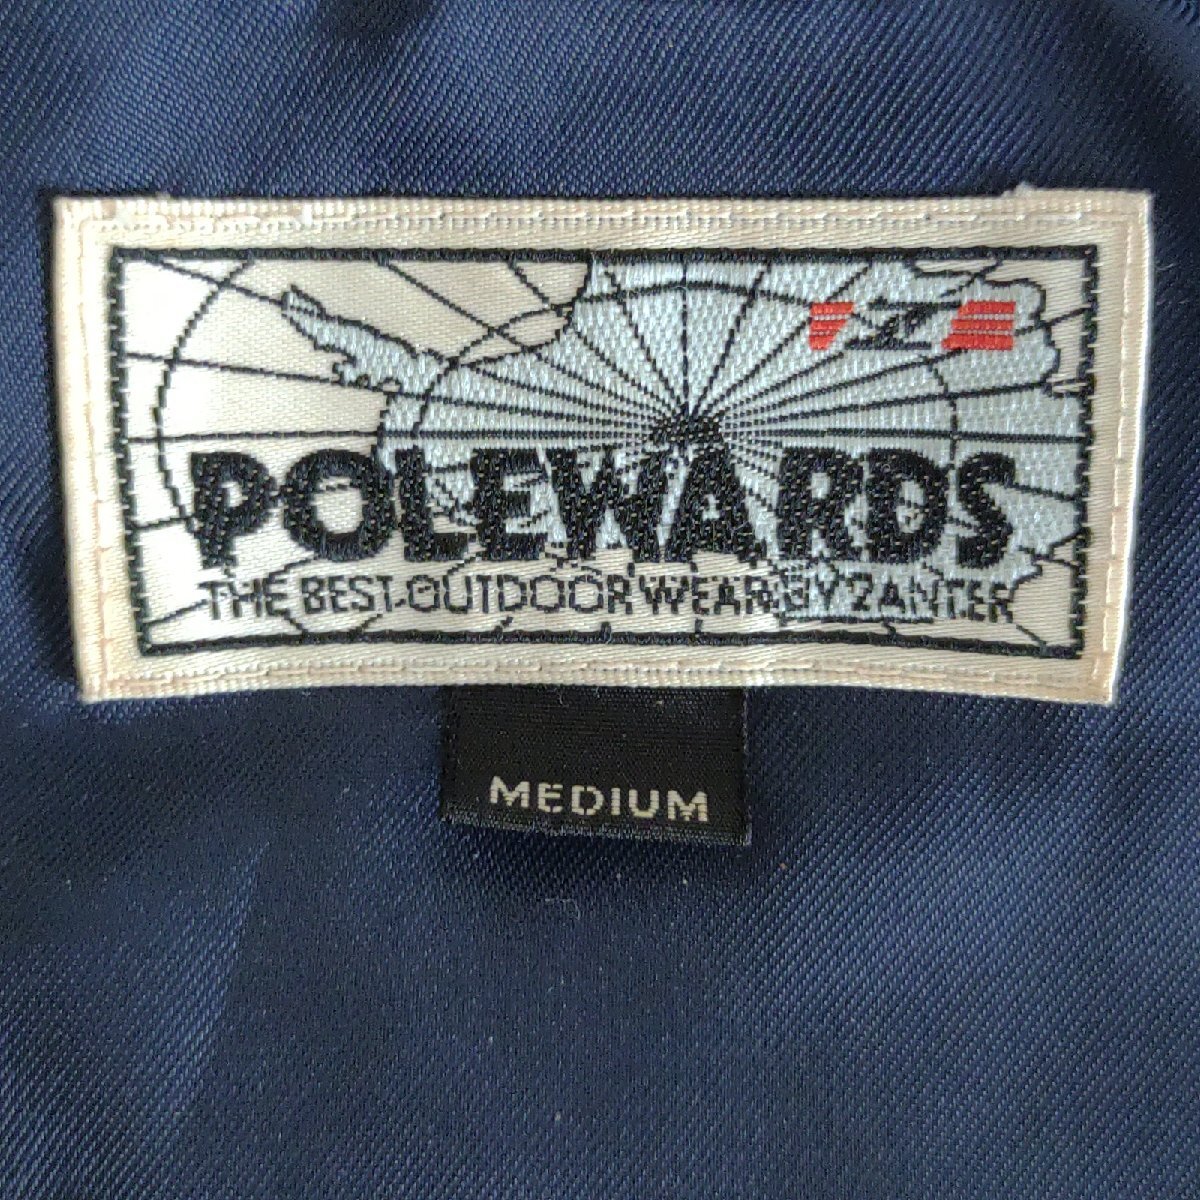 Z
POLEWARDS
THE BEST OUTDOOR WEAR BY ZANTER
MEDIUM